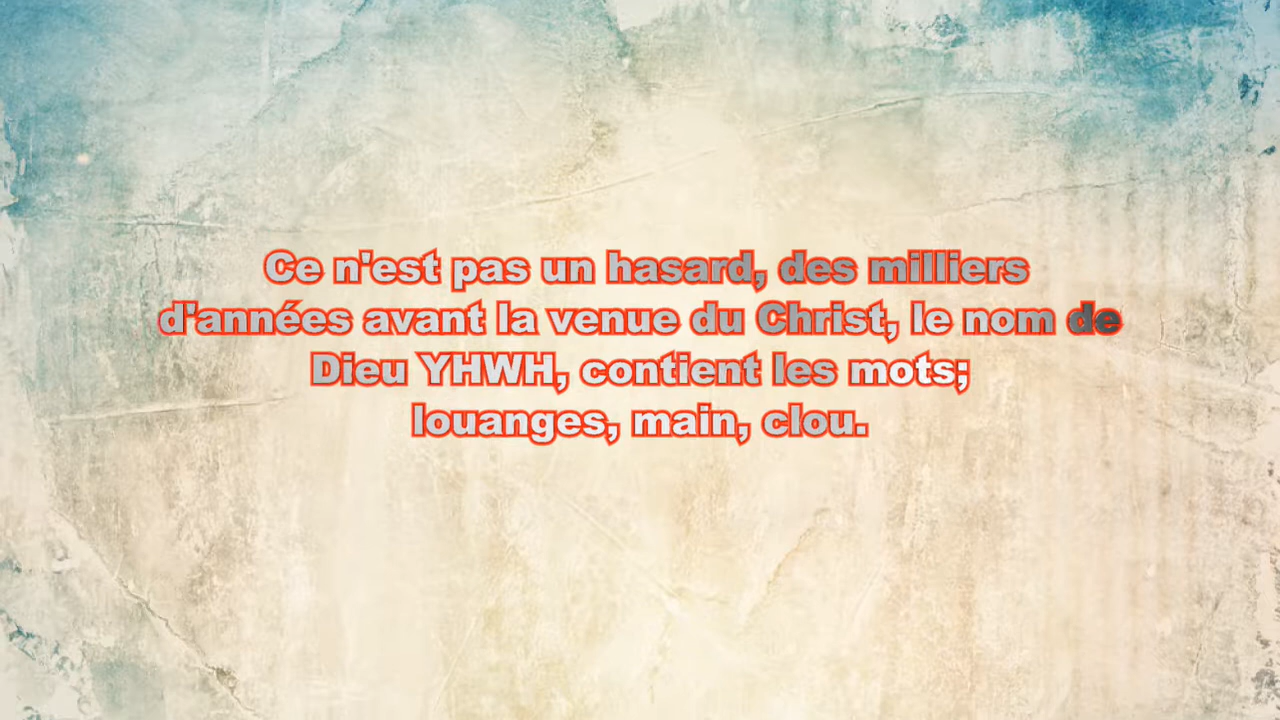 Ce n'est pas un hasard, des milliers
d'années avant la venue du Christ, le nom de
Dieu YHWH, contient les mots;
louanges, main, clou.